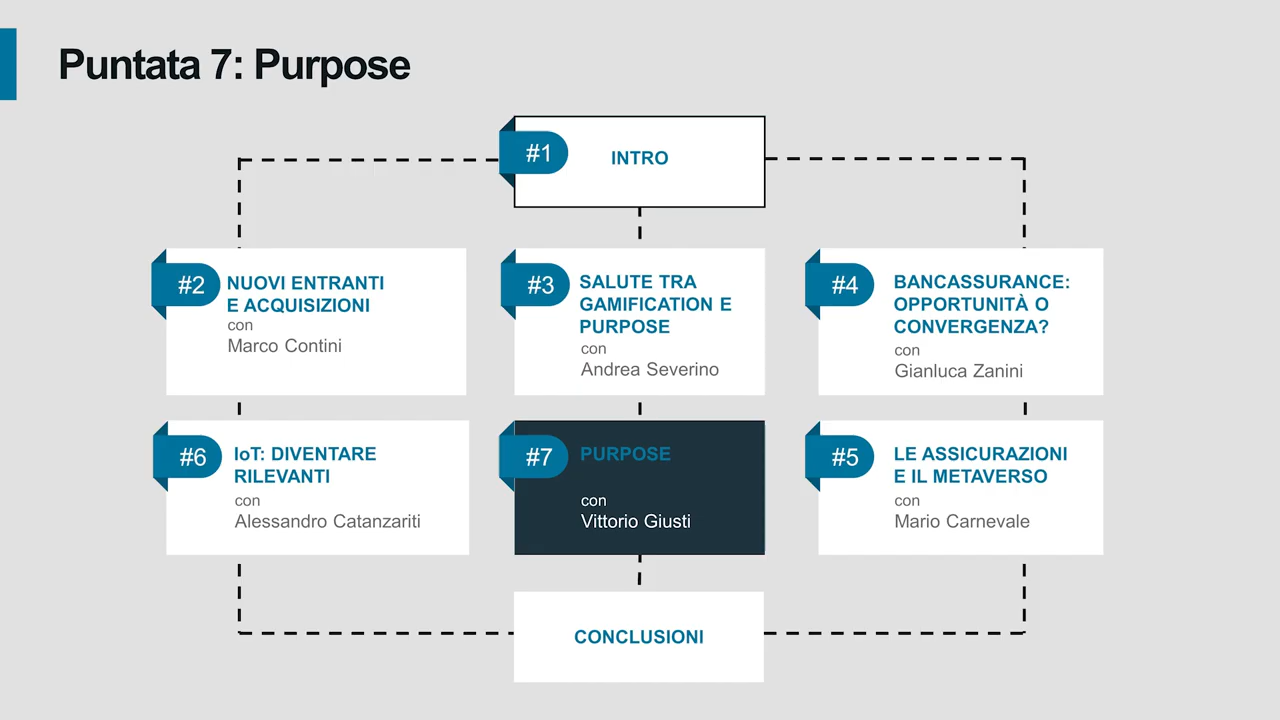 Puntata 7: Purpose
#1
INTRO
#2
NUOVI ENTRANTI
E ACQUISIZIONI
con
Marco Contini
#3
SALUTE TRA
GAMIFICATION E
PURPOSE
con
Andrea Severino
#4
BANCASSURANCE:
OPPORTUNITÀ O
CONVERGENZA?
con
Gianluca Zanini
#6
IoT: DIVENTARE
RILEVANTI
con
Alessandro Catanzariti
#7
PURPOSE
con
Vittorio Giusti
#5
LE ASSICURAZIONI
E IL METAVERSO
con
Mario Carnevale
CONCLUSIONI